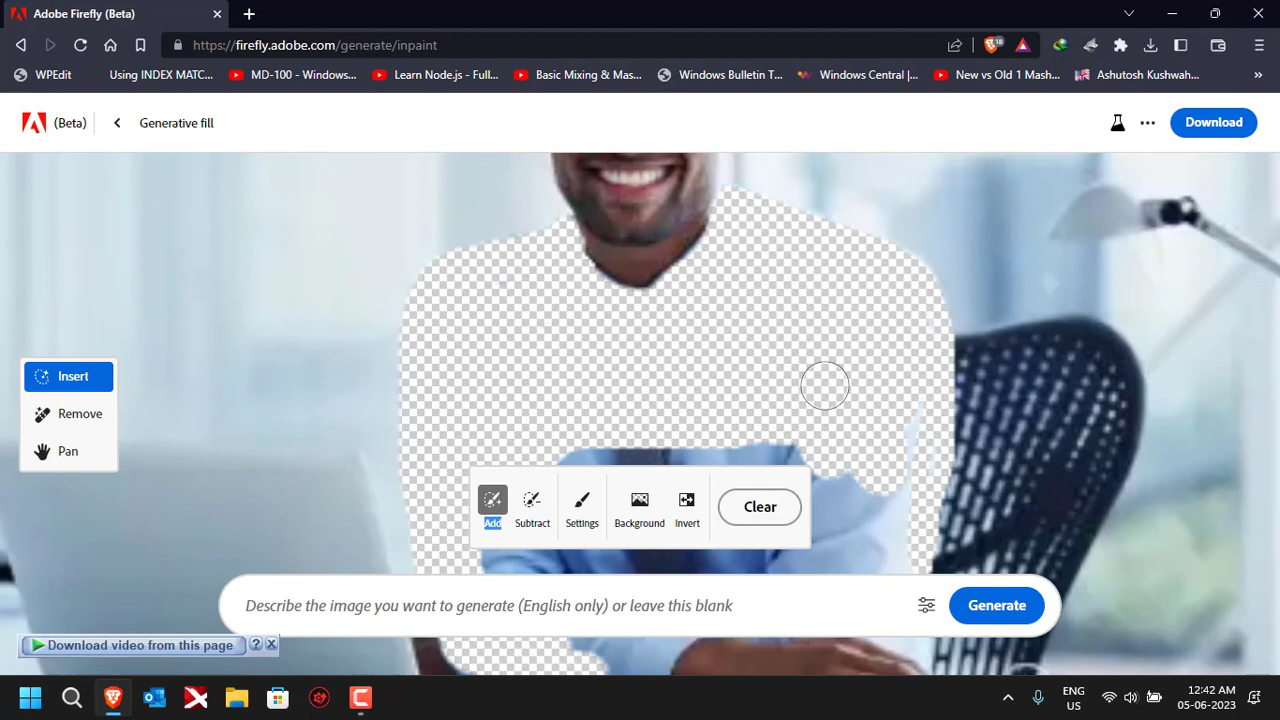 Adobe Firefly (Beta)
https://firefly.adobe.com/generate/inpaint
18
WPEdit
Using INDEX MATC...
MD-100 - Windows...
Learn Node.js - Full...
Basic Mixing & Mas...
Windows Bulletin T...
Windows Central |...
New vs Old 1 Mash...
Ashutosh Kushwah...
»
(Beta)
Generative fill
Download
Insert
Remove
Pan
Add
Subtract
Settings
Background
Invert
Clear
Describe the image you want to generate (English only) or leave this blank
Generate
Download video from this page
?
ENG
US
12:42 AM
05-06-2023